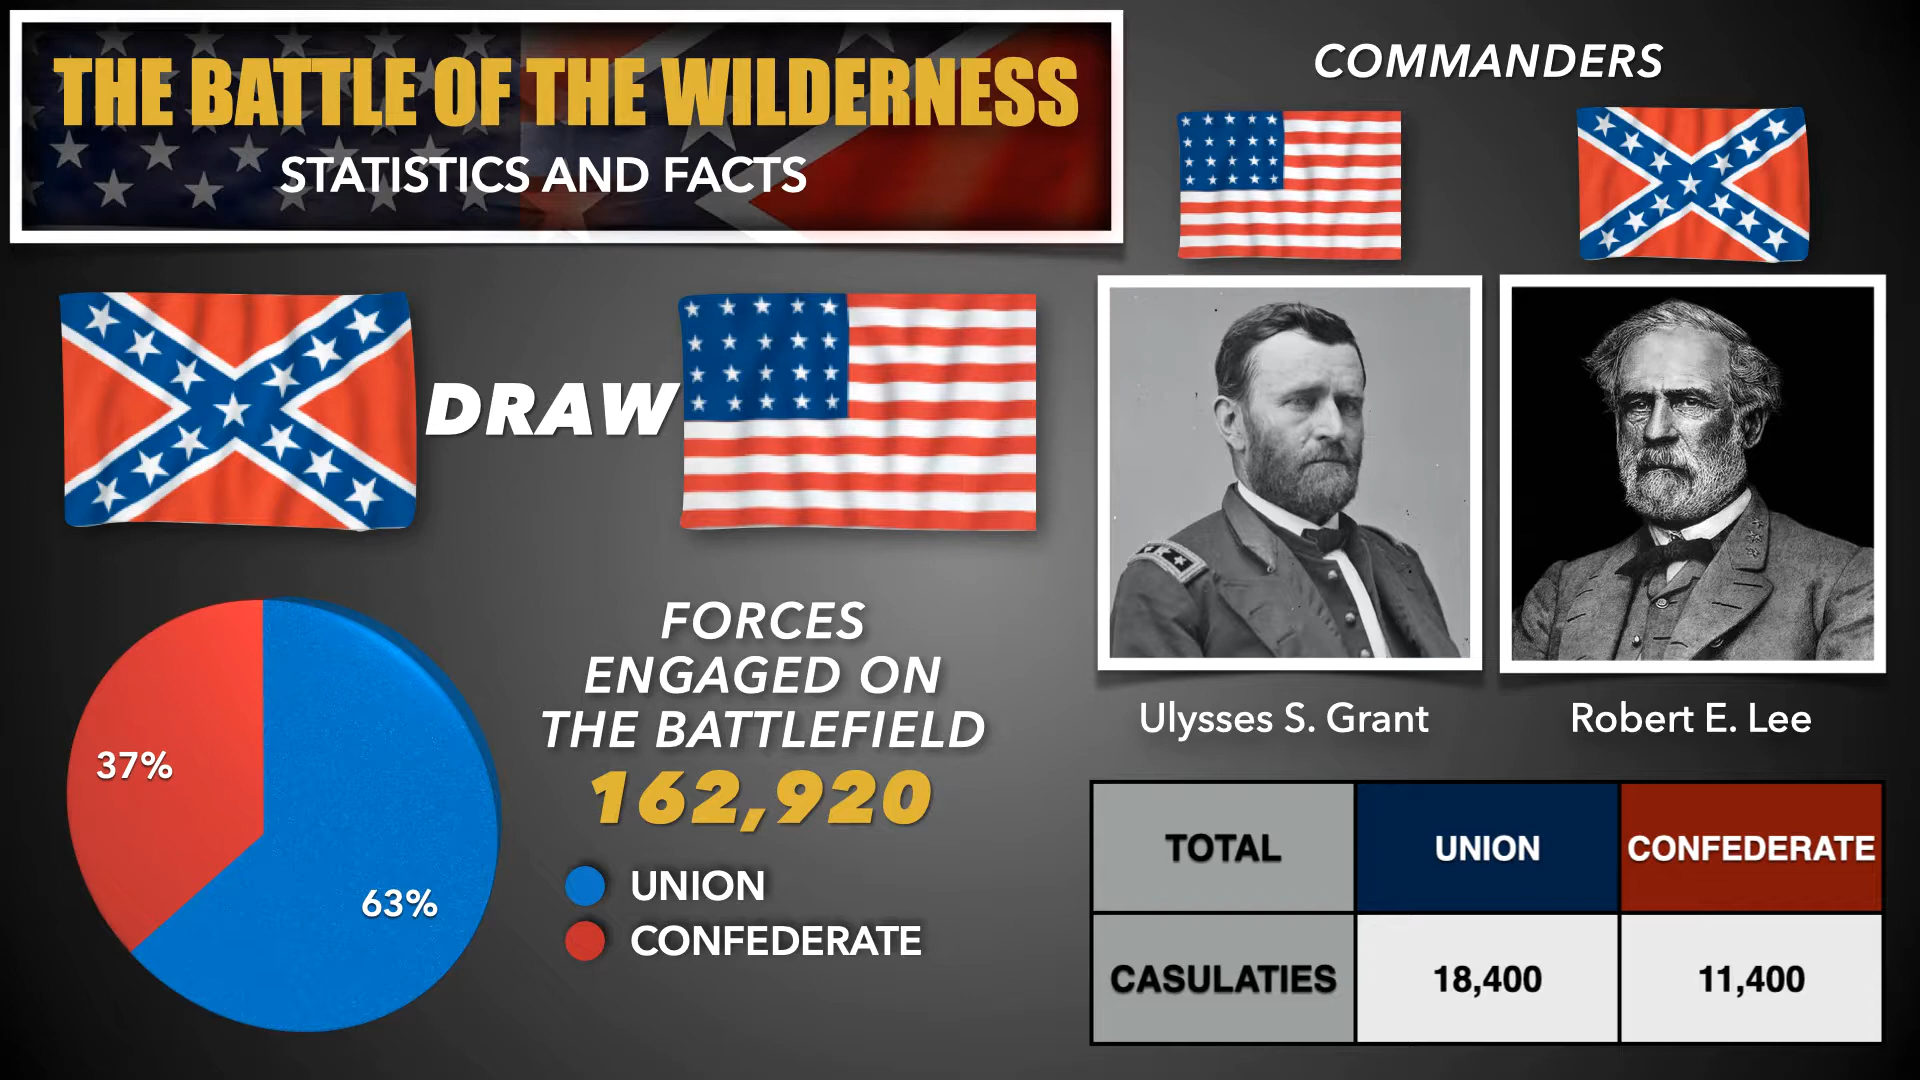 THE BATTLE OF THE WILDERNESS
STATISTICS AND FACTS
COMMANDERS
DRAW
Ulysses S. Grant
Robert E. Lee
FORCES
ENGAGED ON
THE BATTLEFIELD
162,920
37%
63%
UNION
CONFEDERATE
TOTAL UNION CONFEDERATE
CASULATIES 18,400 11,400